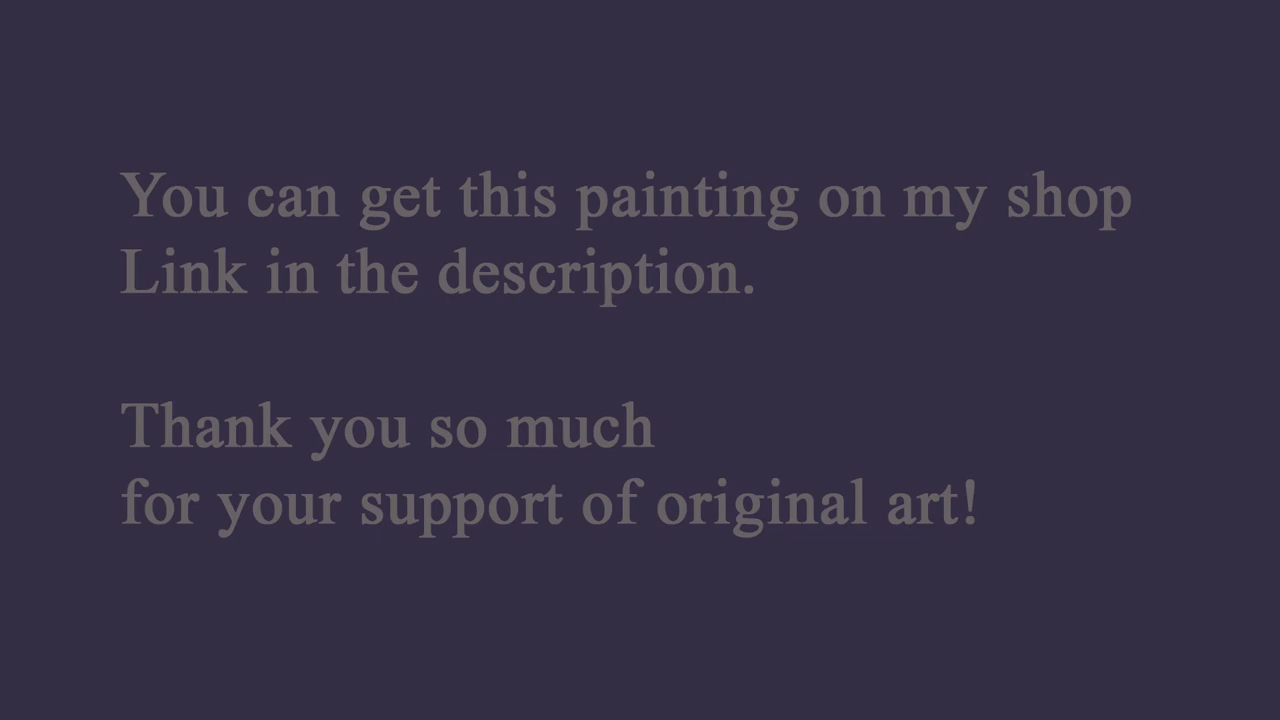 You can get this painting on my shop
Link in the description.
Thank you so much
for your support of original art!